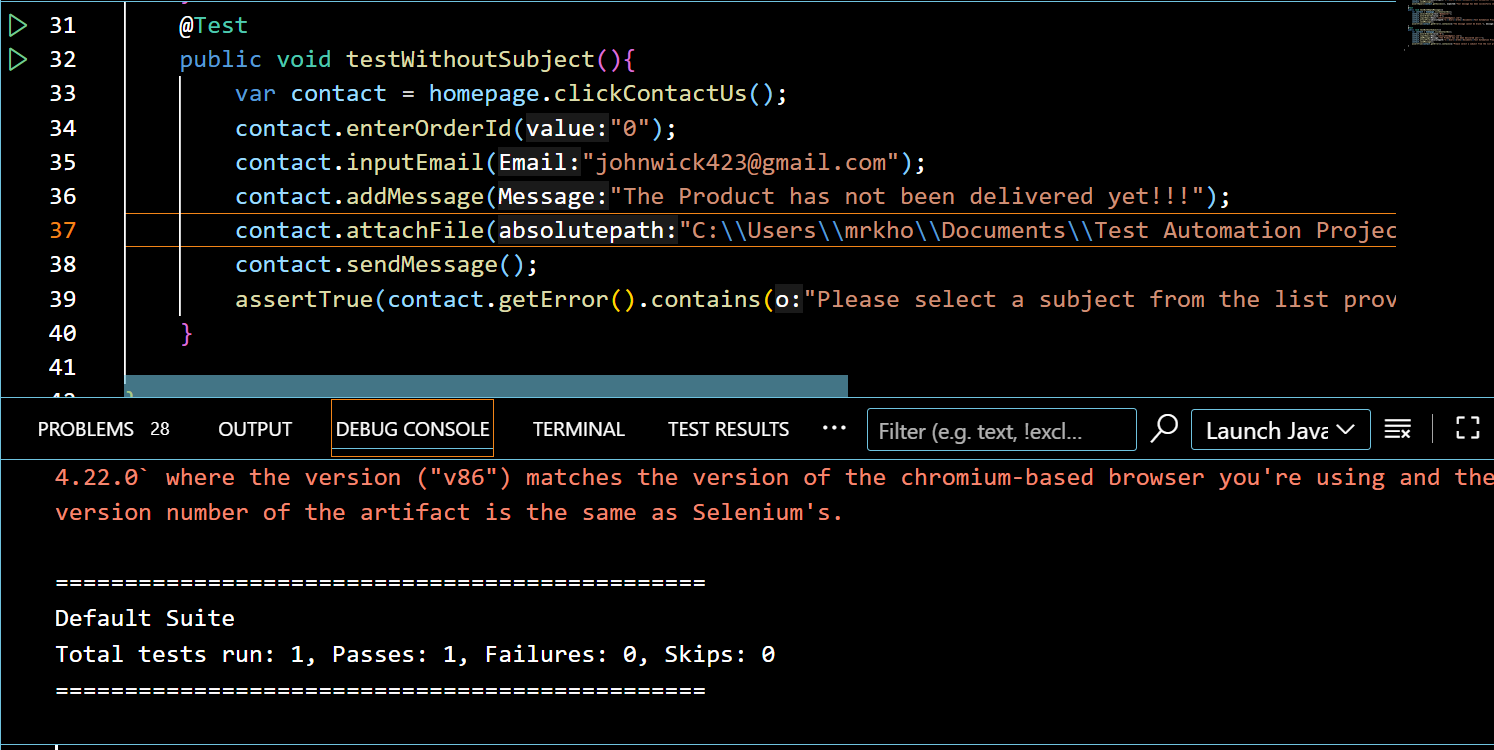 31 @Test
32 public void testWithoutSubject(){
33 var contact = homepage.clickContactUs();
34 contact.enterOrderId(value:"0");
35 contact.inputEmail(Email:"johnwick423@gmail.com");
36 contact.addMessage(Message:"The Product has not been delivered yet!!!");
37 contact.attachFile(absolutepath:"C:\\Users\\mrkho\\Documents\\Test Automation Projec
38 contact.sendMessage();
39 assertTrue(contact.getError().contains(o:"Please select a subject from the list prov
40 }
41
PROBLEMS 28 OUTPUT DEBUG CONSOLE TERMINAL TEST RESULTS ··· Filter (e.g. text, !excl... Launch Java
4.22.0` where the version ("v86") matches the version of the chromium-based browser you're using and the
version number of the artifact is the same as Selenium's.
===============================================
Default Suite
Total tests run: 1, Passes: 1, Failures: 0, Skips: 0
===============================================